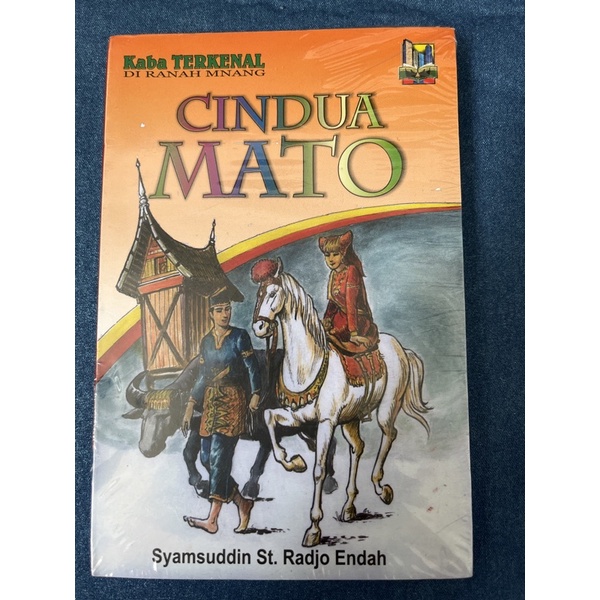 Kaba TERKENAL
DI RANAH MNANG
CINDUA
MATO
Syamsuddin St. Radjo Endah